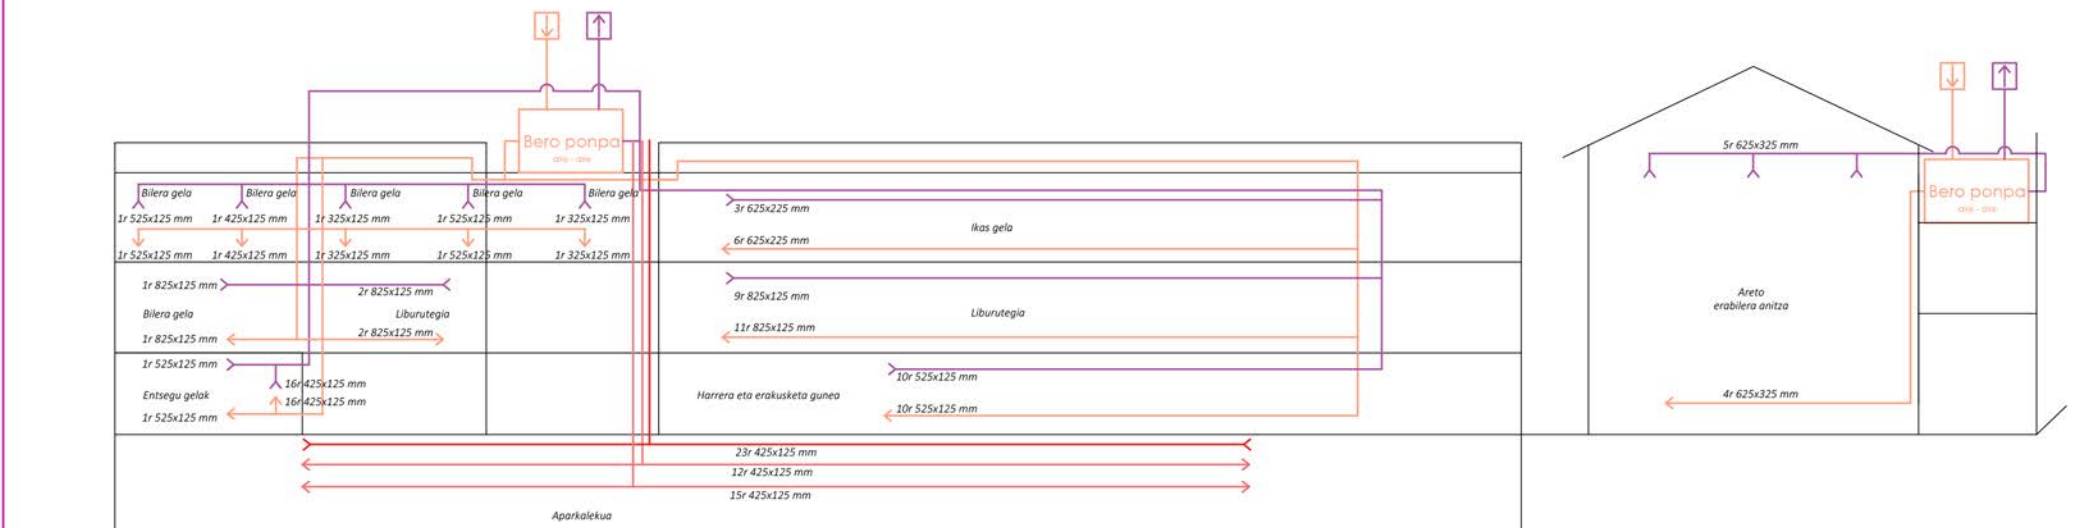 Bero ponpa
aire - aire
5r 625x325 mm
Bero ponpa
aire - aire
Bilera gela
Bilera gela
Bilera gela
Bilera gela
Bilera gela
1r 525x125 mm
1r 425x125 mm
1r 325x125 mm
1r 525x125 mm
1r 325x125 mm
3r 625x225 mm
Ikas gela
6r 625x225 mm
1r 525x125 mm
1r 425x125 mm
1r 325x125 mm
1r 525x125 mm
1r 325x125 mm
1r 825x125 mm
2r 825x125 mm
9r 825x125 mm
Bilera gela
Liburutegia
Liburutegia
1r 825x125 mm
2r 825x125 mm
11r 825x125 mm
Areto
erabilera anitza
1r 525x125 mm
16r 425x125 mm
10r 525x125 mm
Entsegu gelak
16r 425x125 mm
Harrera eta erakusketa gunea
4r 625x325 mm
1r 525x125 mm
10r 525x125 mm
23r 425x125 mm
12r 425x125 mm
15r 425x125 mm
Aparkalekua